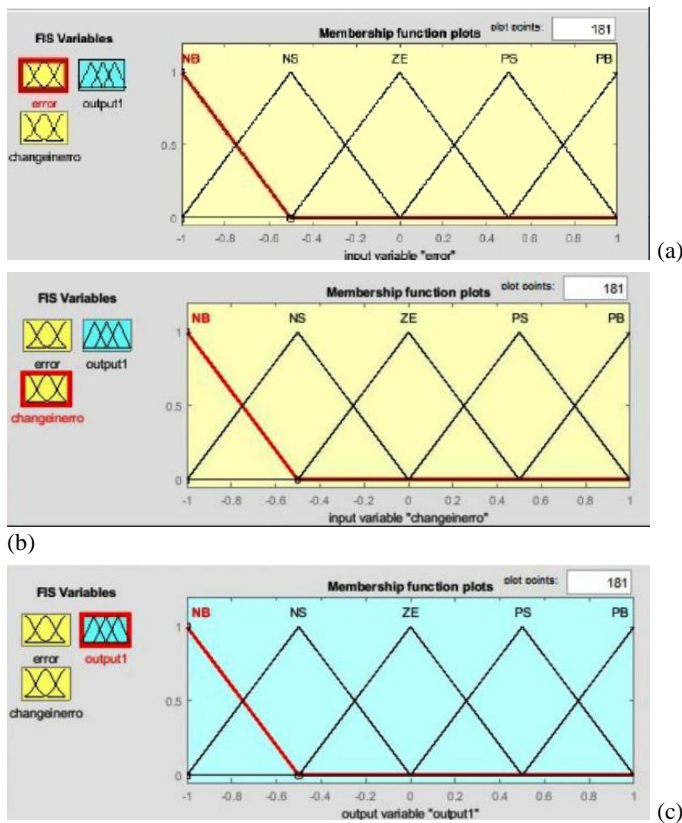 FIS Variables
Membership function plots
plot points: 181
NB NS ZE PS PB
error output1
changeinerro
1
0.5
0
-1 -0.8 -0.6 -0.4 -0.2 0 0.2 0.4 0.6 0.8 1
input variable "error"
(a)
FIS Variables
Membership function plots
plot points: 181
NB NS ZE PS PB
error output1
changeinerro
1
0.5
0
-1 -0.8 -0.6 -0.4 -0.2 0 0.2 0.4 0.6 0.8 1
input variable "changeinerro"
(b)
FIS Variables
Membership function plots
plot points: 181
NB NS ZE PS PB
error output1
changeinerro
1
0.5
0
-1 -0.8 -0.6 -0.4 -0.2 0 0.2 0.4 0.6 0.8 1
output variable "output1"
(c)